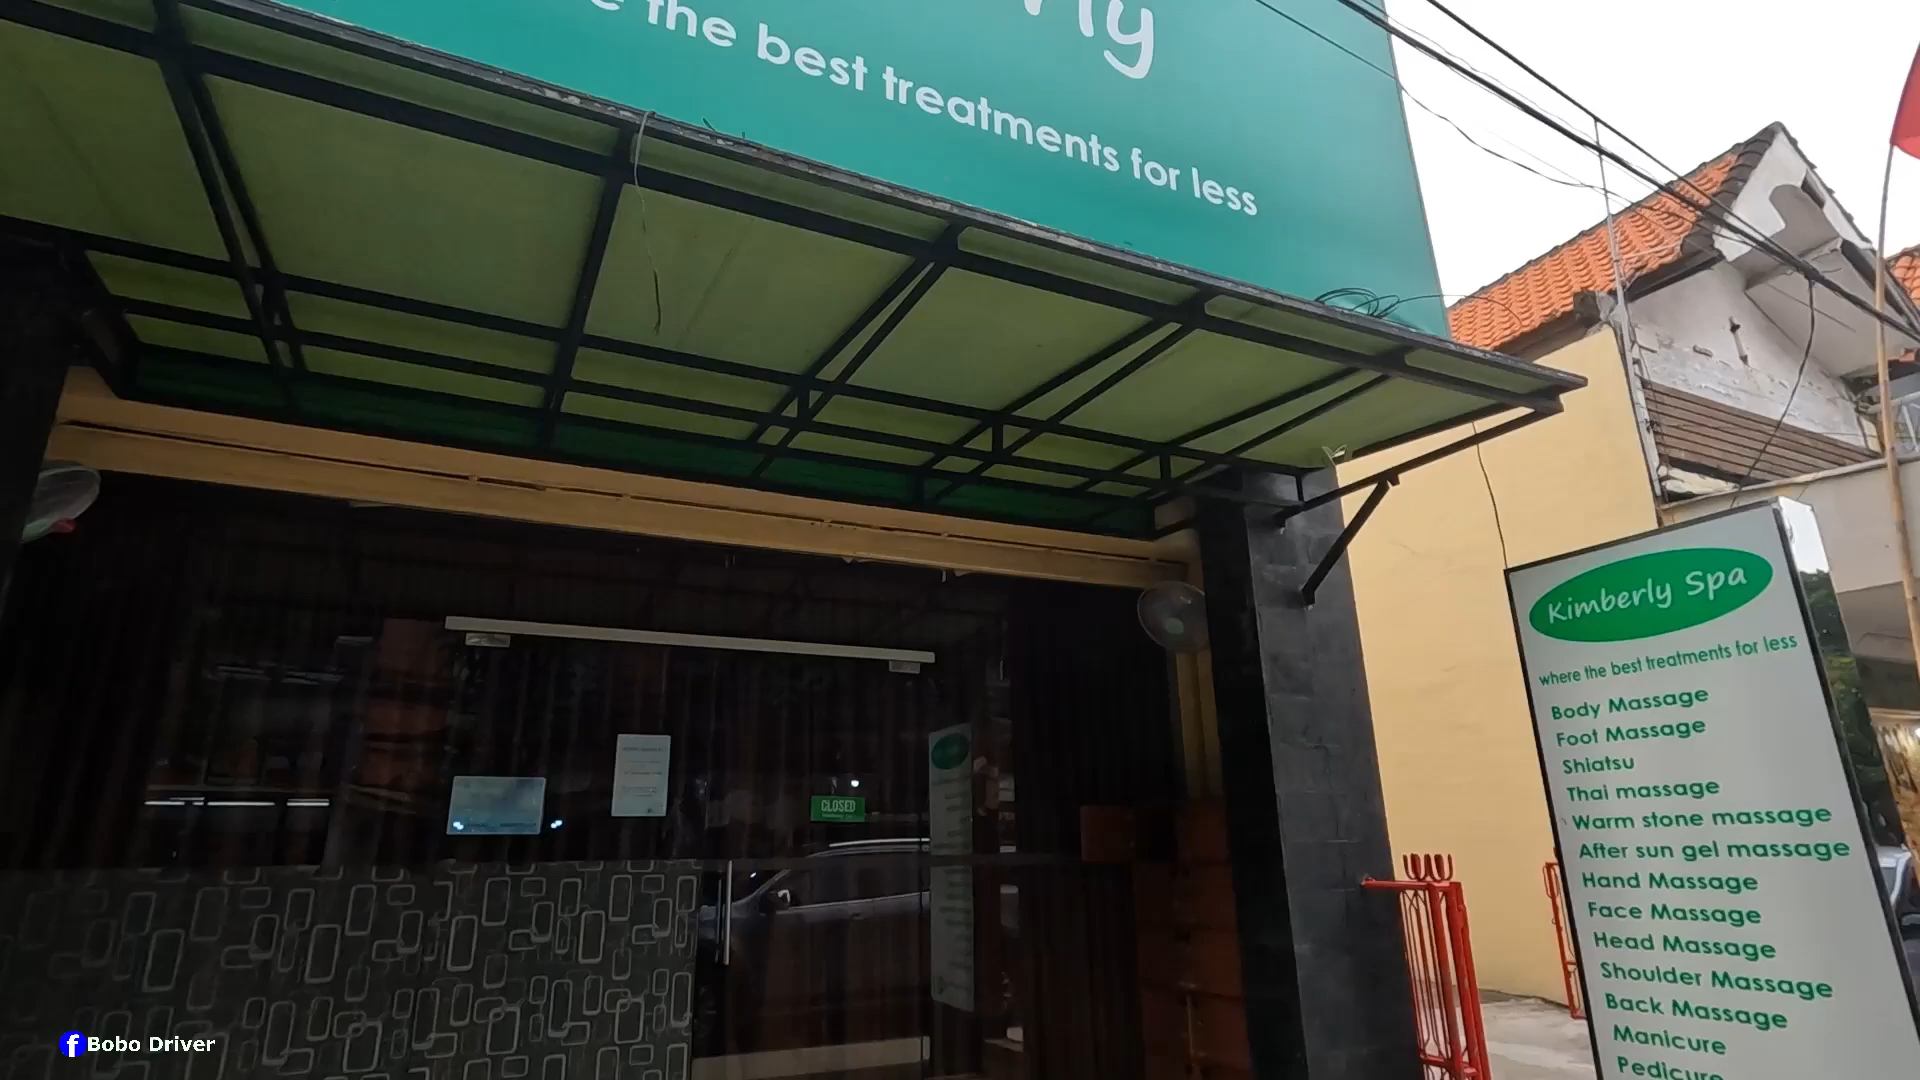 the best treatments for less
Kimberly Spa
where the best treatments for less
Body Massage
Foot Massage
Shiatsu
Thai massage
Warm stone massage
After sun gel massage
Hand Massage
Face Massage
Head Massage
Shoulder Massage
Back Massage
Manicure
Pedicure
CLOSED
Bobo Driver